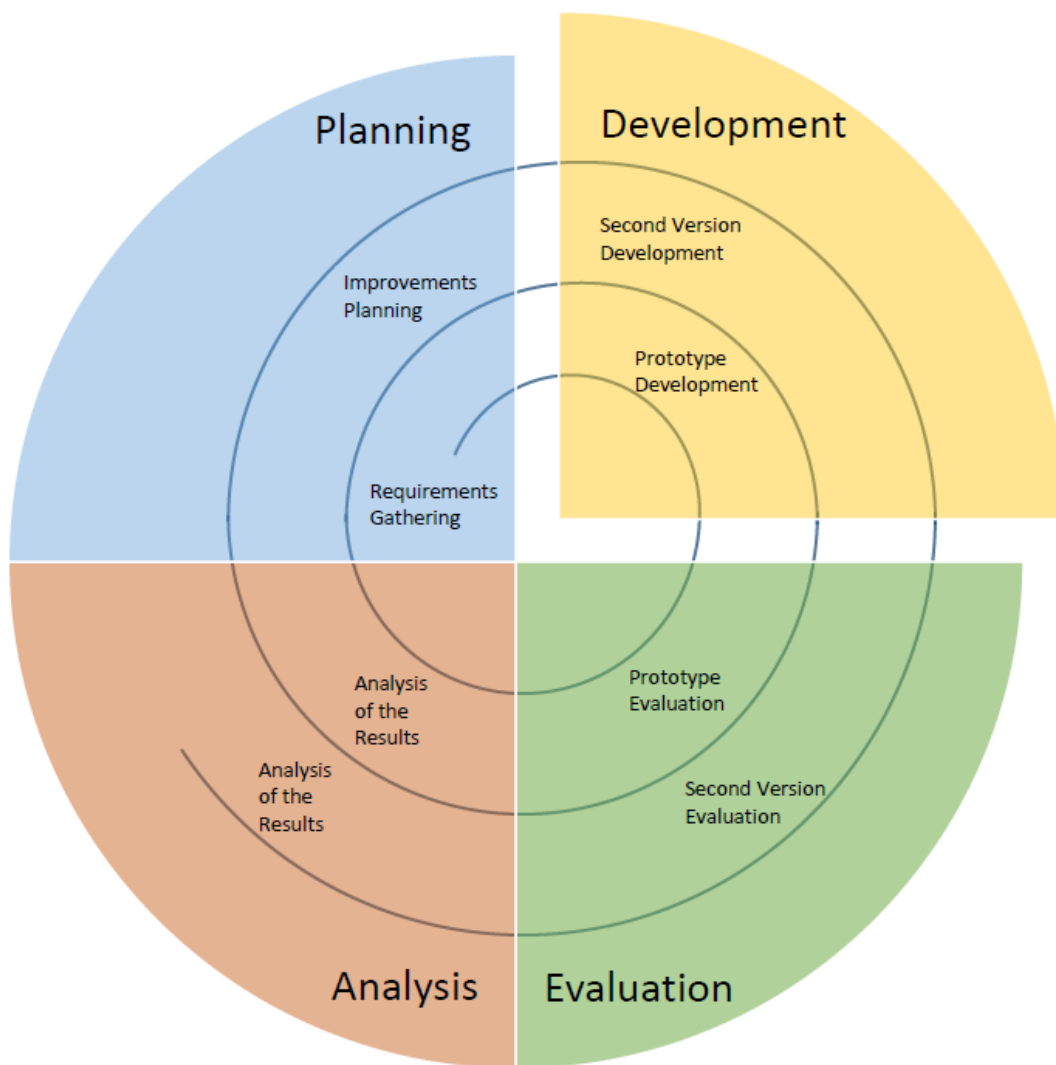 Planning
Development
Second Version
Development
Improvements
Planning
Prototype
Development
Requirements
Gathering
Analysis
of the
Results
Prototype
Evaluation
Analysis
of the
Results
Second Version
Evaluation
Analysis
Evaluation